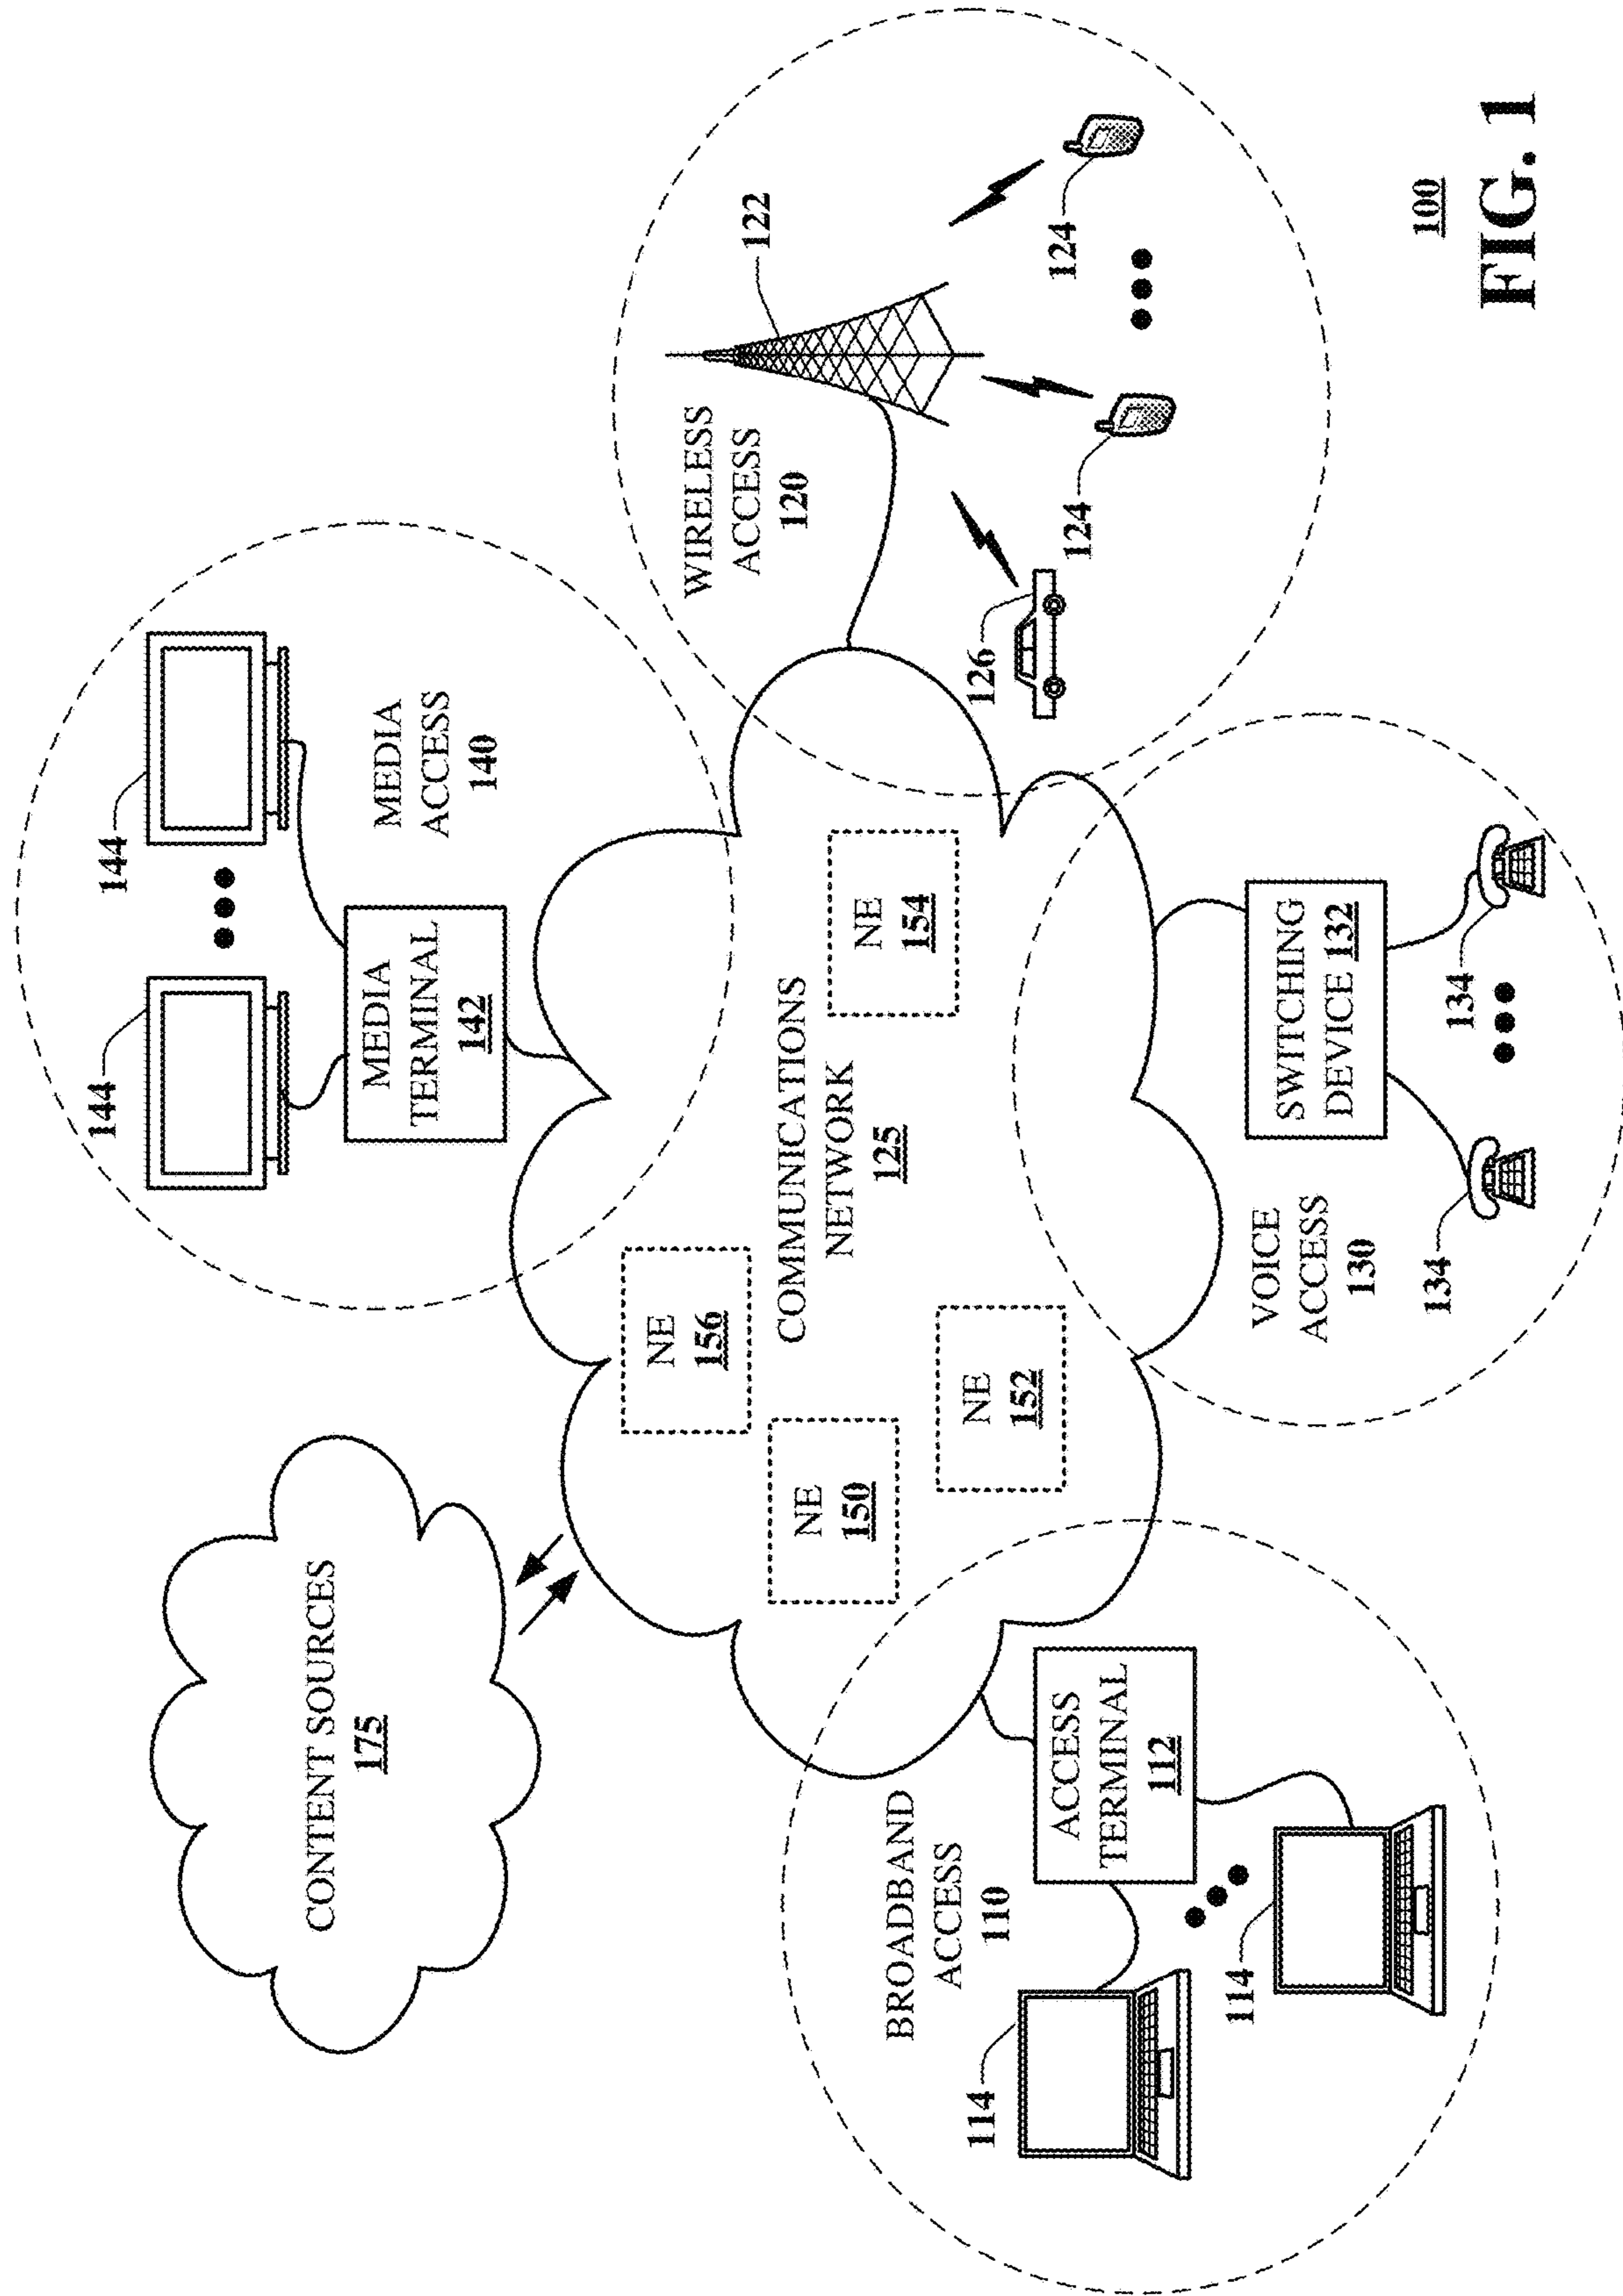 CONTENT SOURCES
175
144
144
MEDIA
TERMINAL
142
MEDIA
ACCESS
140
NE
156
NE
150
NE
152
COMMUNICATIONS
NETWORK
125
NE
154
WIRELESS
ACCESS
120
122
126
124
124
BROADBAND
ACCESS
110
ACCESS
TERMINAL
112
114
114
VOICE
ACCESS
130
SWITCHING
DEVICE 132
134
134
100
FIG. 1